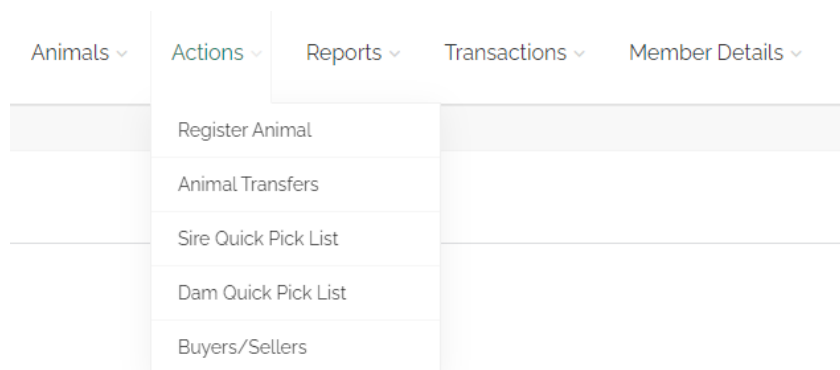 Animals Actions Reports Transactions Member Details
Register Animal
Animal Transfers
Sire Quick Pick List
Dam Quick Pick List
Buyers/Sellers